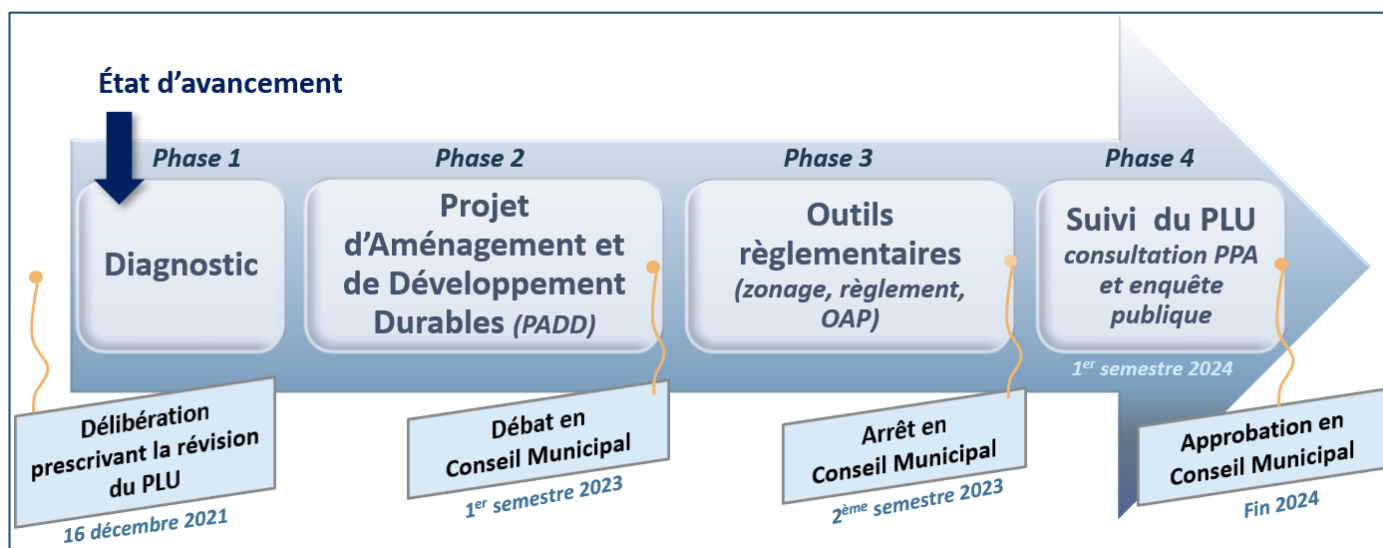 État d’avancement
Phase 1
Diagnostic
Phase 2
Projet
d’Aménagement et
de Développement
Durables (PADD)
Phase 3
Outils
règlementaires
(zonage, règlement,
OAP)
Phase 4
Suivi du PLU
consultation PPA
et enquête
publique
1er semestre 2024
Délibération
prescrivant la révision
du PLU
16 décembre 2021
Débat en
Conseil Municipal
1er semestre 2023
Arrêt en
Conseil Municipal
2ème semestre 2023
Approbation en
Conseil Municipal
Fin 2024